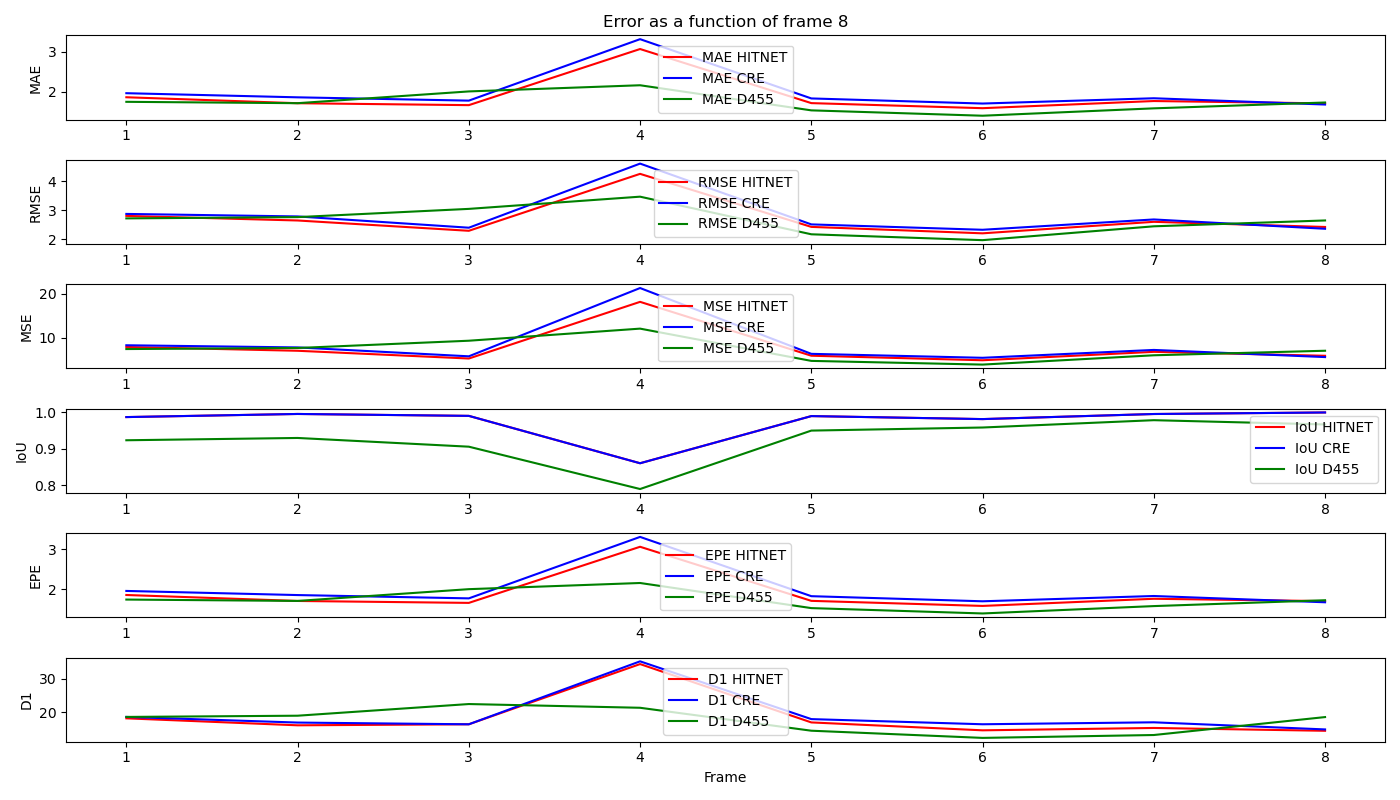 Error as a function of frame 8
3
2
MAE
MAE HITNET
MAE CRE
MAE D455
1 2 3 4 5 6 7 8
4
3
2
RMSE
RMSE HITNET
RMSE CRE
RMSE D455
1 2 3 4 5 6 7 8
20
10
MSE
MSE HITNET
MSE CRE
MSE D455
1 2 3 4 5 6 7 8
1.0
0.9
0.8
IoU
IoU HITNET
IoU CRE
IoU D455
1 2 3 4 5 6 7 8
3
2
EPE
EPE HITNET
EPE CRE
EPE D455
1 2 3 4 5 6 7 8
30
20
D1
D1 HITNET
D1 CRE
D1 D455
1 2 3 4 5 6 7 8
Frame